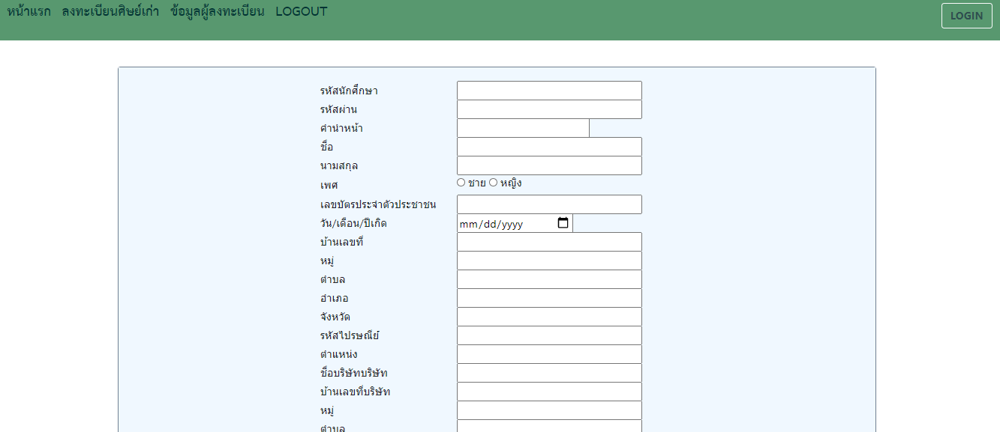 หน้าแรก ลงทะเบียนศิษย์เก่า ข้อมูลผู้ลงทะเบียน LOGOUT LOGIN
รหัสนักศึกษา
รหัสผ่าน
คำนำหน้า
ชื่อ
นามสกุล
เพศ ชาย หญิง
เลขบัตรประจำตัวประชาชน
วัน/เดือน/ปีเกิด mm/dd/yyyy
บ้านเลขที่
หมู่
ตำบล
อำเภอ
จังหวัด
รหัสไปรษณีย์
ตำแหน่ง
ชื่อบริษัทบริษัท
บ้านเลขที่บริษัท
หมู่
ตำบล